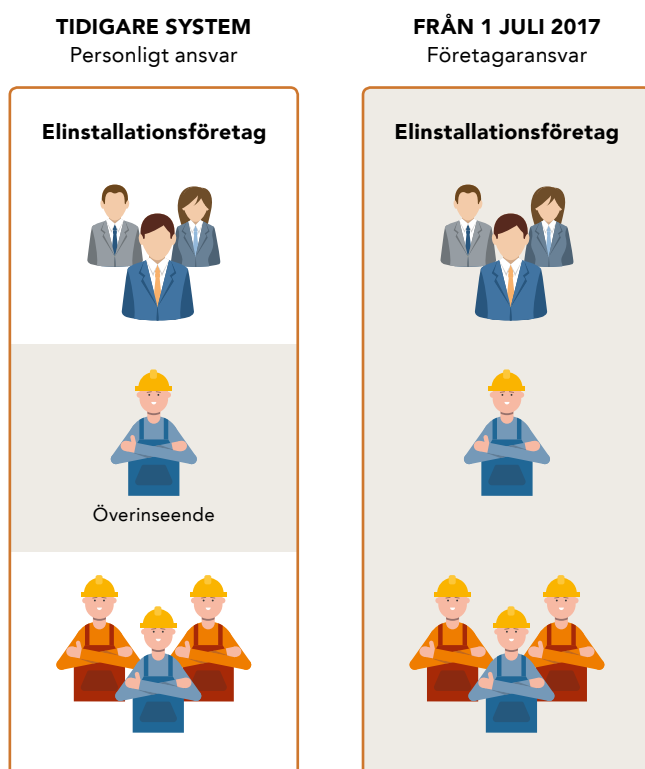 TIDIGARE SYSTEM
Personligt ansvar
Elinstallationsföretag
Överinseende
FRÅN 1 JULI 2017
Företagaransvar
Elinstallationsföretag